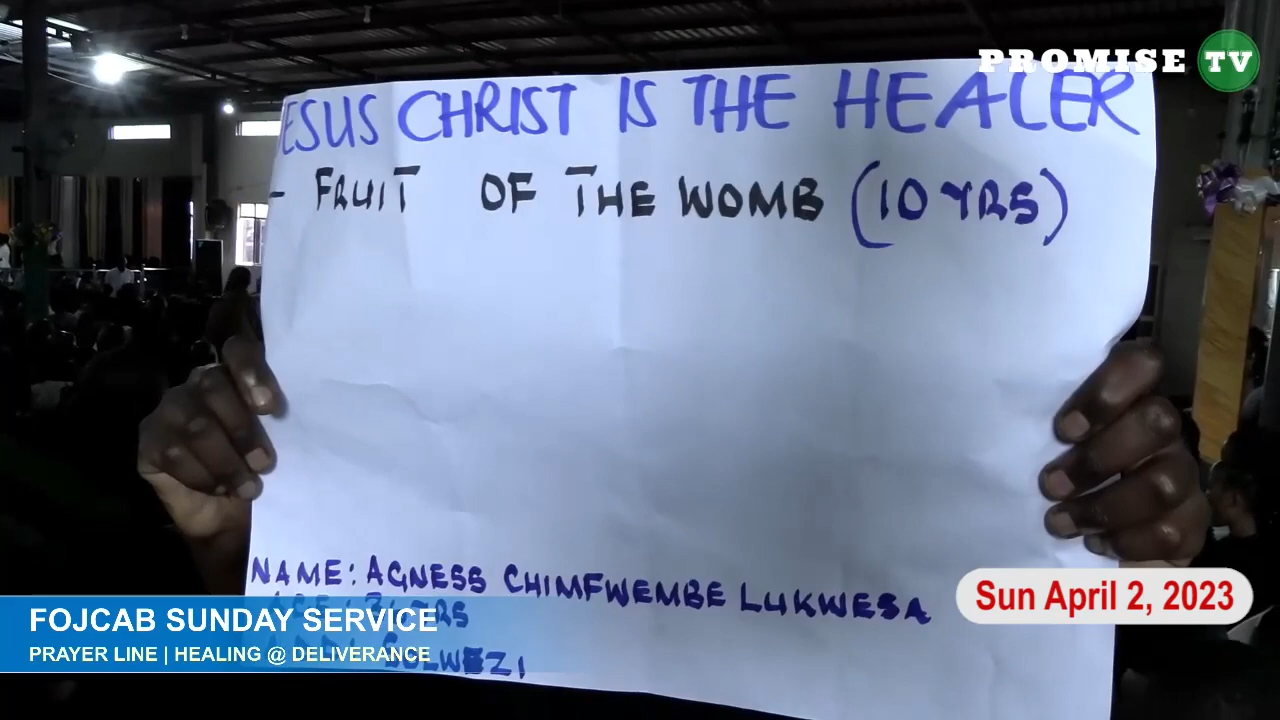 PROMISE TV
ESUS CHRIST IS THE HEALER
- FRUIT OF THE WOMB (10 YRS)
NAME: AGNESS CHIMFWEMBE LUKWESA
Sun April 2, 2023
FOJCAB SUNDAY SERVICE
PRAYER LINE | HEALING @ DELIVERANCE